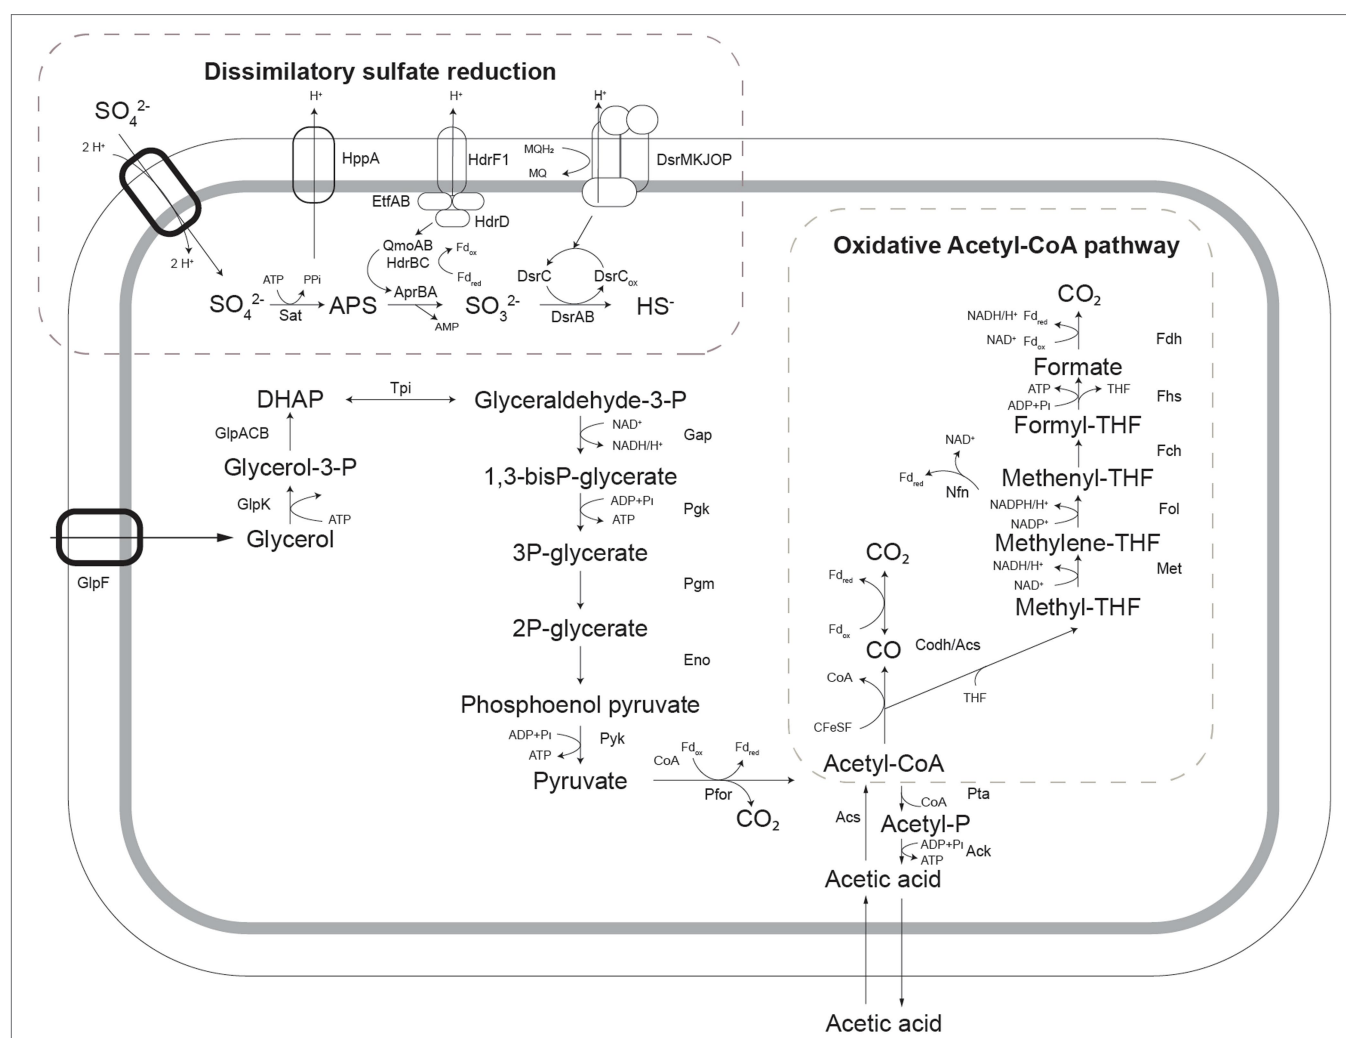 Dissimilatory sulfate reduction
SO₄²⁻
2 H⁺
2 H⁺
H⁺
HppA
H⁺
HdrF1
EtfAB
HdrD
H⁺
MQH₂
MQ
DsrMKJOP
QmoAB
HdrBC
Fdox
Fdred
SO₄²⁻
ATP
PPi
Sat
APS
AprBA
AMP
SO₃²⁻
DsrC
DsrCox
DsrAB
HS⁻
Oxidative Acetyl-CoA pathway
CO₂
NADH/H⁺ Fdred
NAD⁺ Fdox
Fdh
Formate
ATP
THF
ADP+Pi
Fhs
Formyl-THF
Fch
NAD⁺
Fdred
Nfn
Methenyl-THF
NADPH/H⁺
NADP⁺
Fol
Methylene-THF
NADH/H⁺
NAD⁺
Met
Methyl-THF
CO₂
Fdred
Fdox
CO
Codh/Acs
CoA
CFeSF
THF
Acetyl-CoA
DHAP
Tpi
Glyceraldehyde-3-P
GlpACB
NAD⁺
NADH/H⁺
Gap
Glycerol-3-P
1,3-bisP-glycerate
GlpK
ATP
ADP+Pi
ATP
Pgk
Glycerol
GlpF
3P-glycerate
Pgm
2P-glycerate
Eno
Phosphoenol pyruvate
ADP+Pi
ATP
Pyk
Pyruvate
CoA
Fdox
Fdred
Pfor
CO₂
Acs
Pta
CoA
Acetyl-P
ADP+Pi
ATP
Ack
Acetic acid
Acetic acid